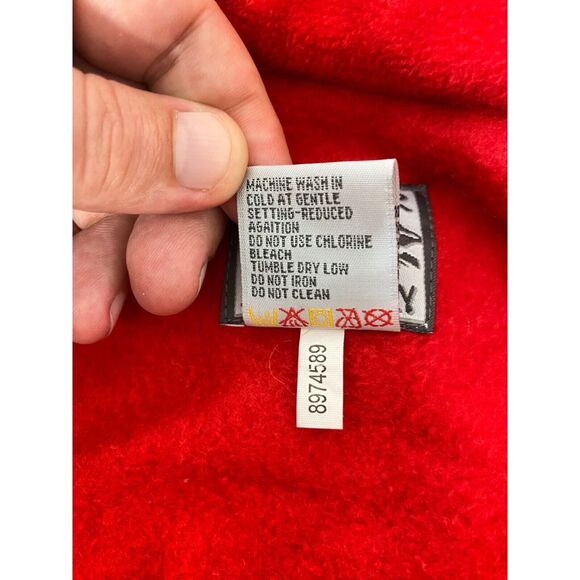 MACHINE WASH IN
COLD AT GENTLE
SETTING-REDUCED
AGAITION
DO NOT USE CHLORINE
BLEACH
TUMBLE DRY LOW
DO NOT IRON
DO NOT CLEAN
8974589